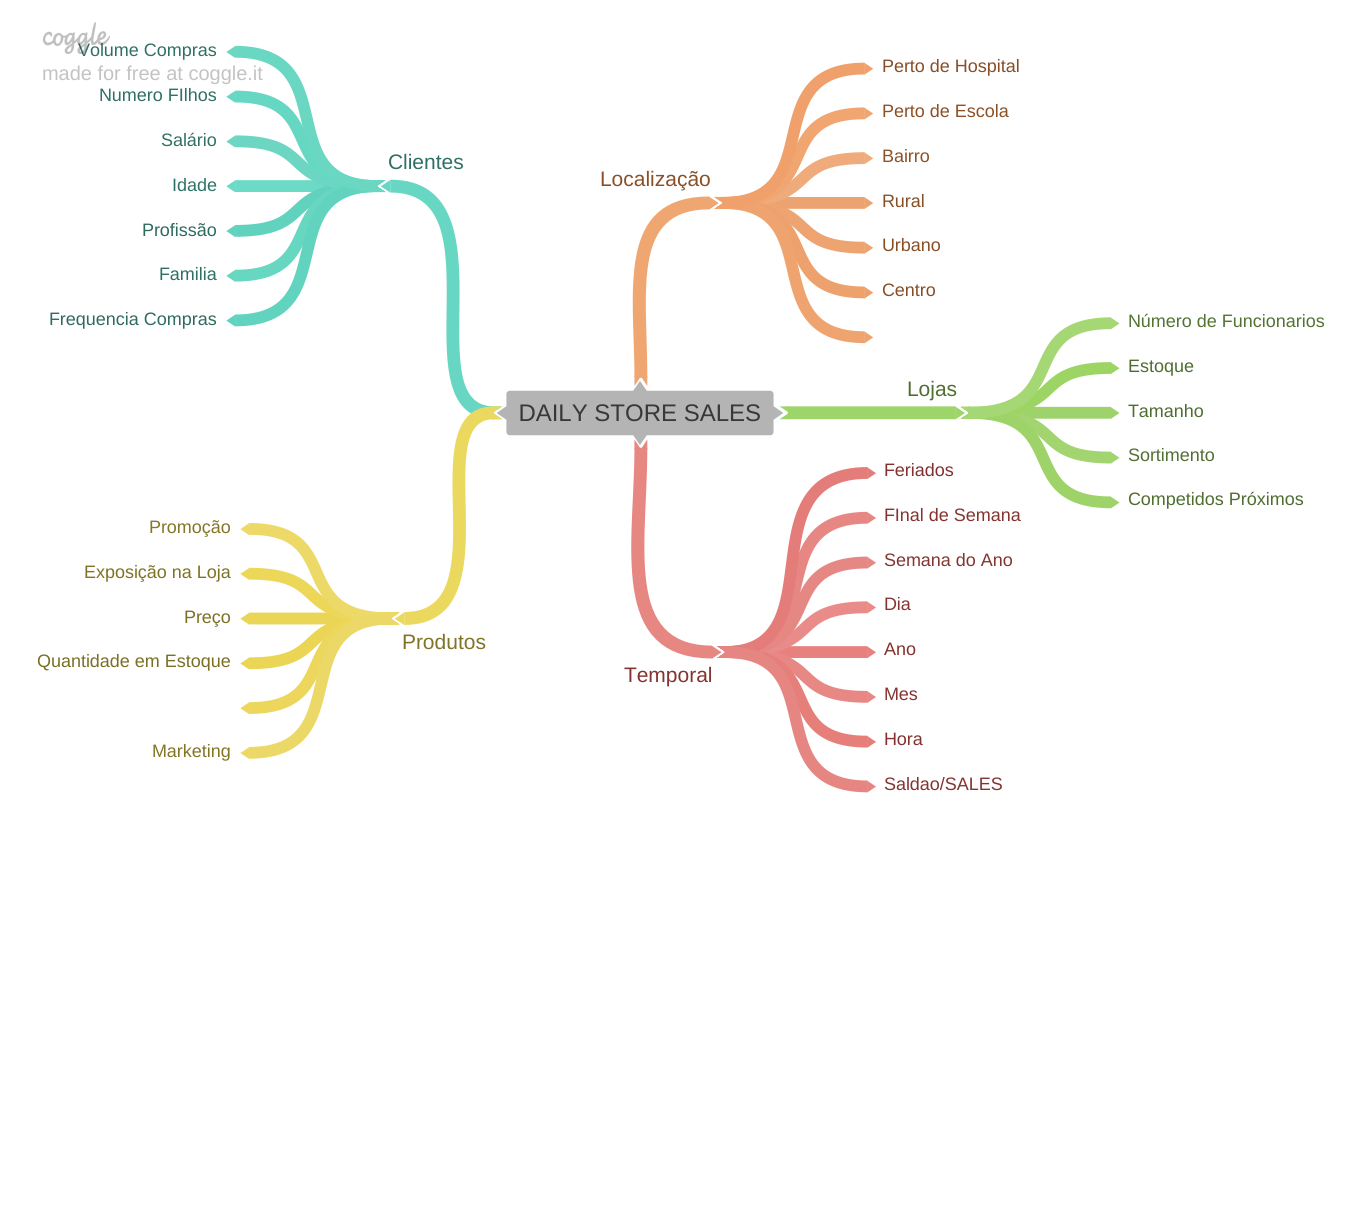 coggle
made for free at coggle.it
Volume Compras
Numero FIlhos
Salário
Idade
Profissão
Familia
Frequencia Compras
Clientes
Localização
Perto de Hospital
Perto de Escola
Bairro
Rural
Urbano
Centro
DAILY STORE SALES
Lojas
Número de Funcionarios
Estoque
Tamanho
Sortimento
Competidos Próximos
Produtos
Promoção
Exposição na Loja
Preço
Quantidade em Estoque
Marketing
Temporal
Feriados
FInal de Semana
Semana do Ano
Dia
Ano
Mes
Hora
Saldao/SALES